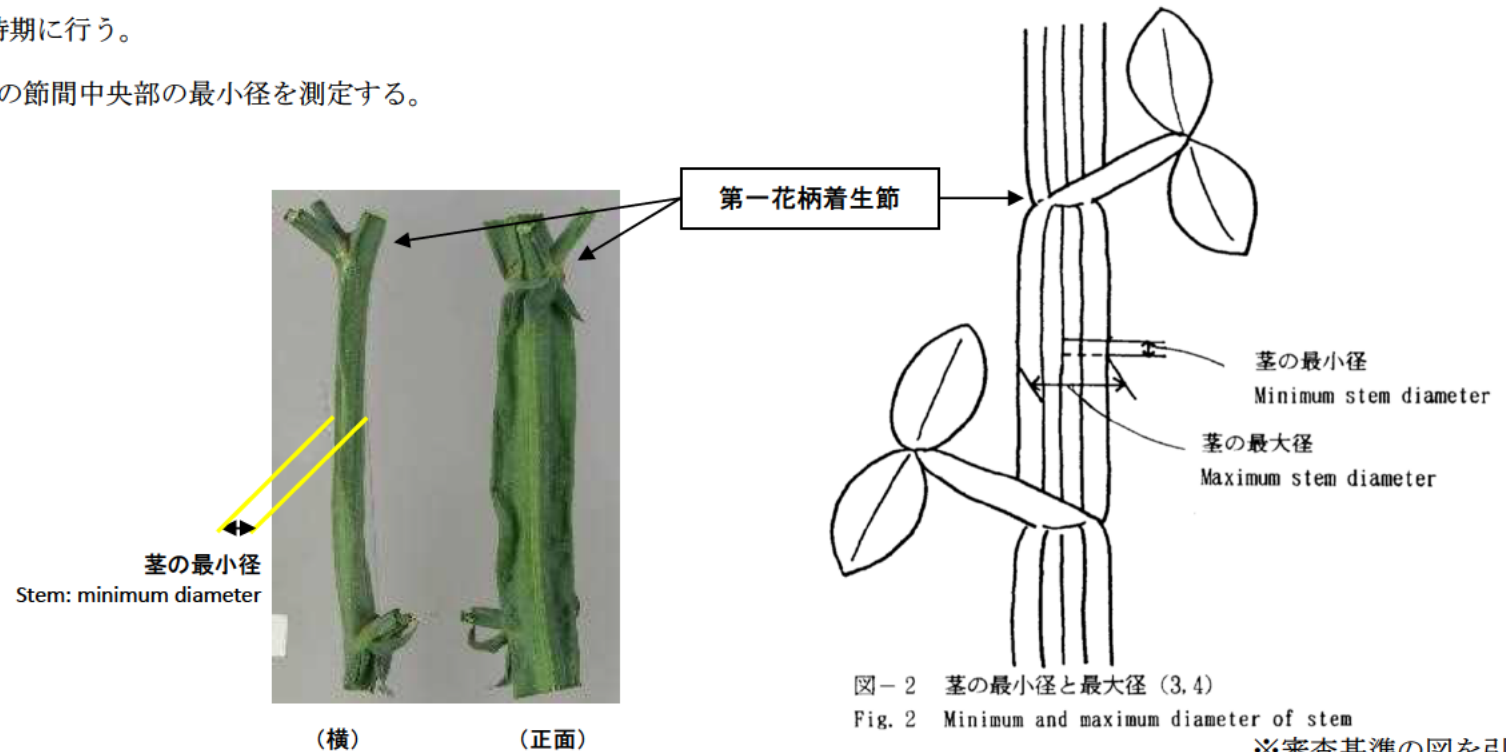 時期に行う。
の節間中央部の最小径を測定する。
第一花柄着生節
茎の最小径
Minimum stem diameter
茎の最大径
Maximum stem diameter
茎の最小径
Stem: minimum diameter
図－2 茎の最小径と最大径 (3,4)
Fig. 2 Minimum and maximum diameter of stem
(横)
(正面)
※審査基準の図を引